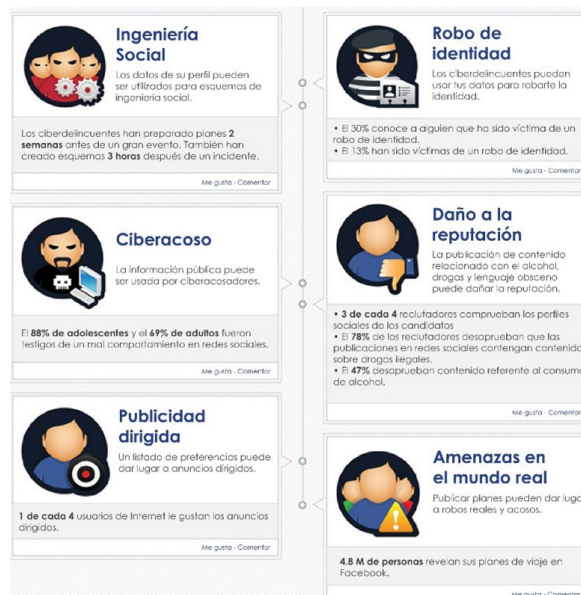 Ingeniería
Social
Los datos de su perfil pueden
ser utilizados para esquemas de
ingeniería social.
Los ciberdelincuentes han preparado planes 2
semanas antes de un gran evento. También han
creado esquemas 3 horas después de un incidente.
Me gusta - Comentar
Robo de
identidad
Los ciberdelincuentes pueden
usar tus datos para robarte la
identidad.
• El 30% conoce a alguien que ha sido víctima de un
robo de identidad.
• El 13% han sido víctimas de un robo de identidad.
Me gusta - Comentar
Ciberacoso
La información pública puede
ser usada por ciberacosadores.
El 88% de adolescentes y el 69% de adultos fueron
testigos de un mal comportamiento en redes sociales.
Me gusta - Comentar
Daño a la
reputación
La publicación de contenido
relacionado con el alcohol,
drogas y lenguaje obsceno
puede dañar la reputación.
• 3 de cada 4 reclutadores comprueban los perfiles
sociales de los candidatos
• El 78% de los reclutadores desaprueban que las
publicaciones en redes sociales contengan contenido
sobre drogas ilegales.
• El 47% desaprueban contenido referente al consumo
de alcohol.
Me gusta - Comentar
Publicidad
dirigida
Un listado de preferencias puede
dar lugar a anuncios dirigidos.
1 de cada 4 usuarios de Internet le gustan los anuncios
dirigidos.
Me gusta - Comentar
Amenazas en
el mundo real
Publicar planes pueden dar luga
a robos reales y acosos.
4.8 M de personas revelan sus planes de viaje en
Facebook.
Me gusta - Comentar